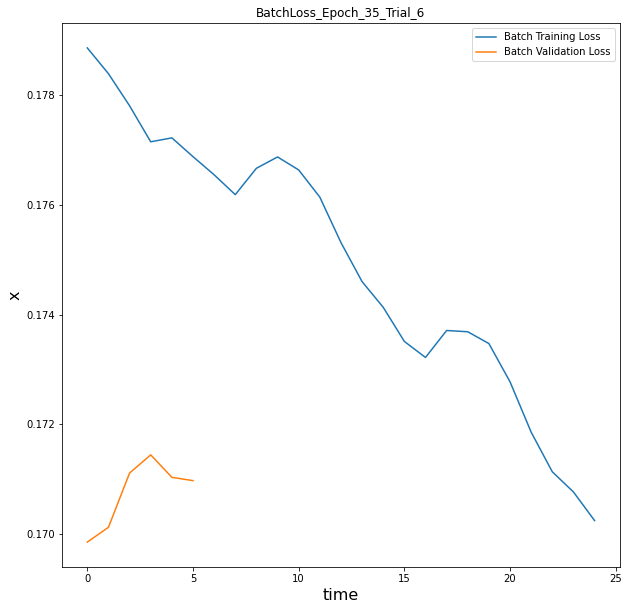 BatchLoss_Epoch_35_Trial_6
Batch Training Loss
Batch Validation Loss
0.178
0.176
0.174
0.172
0.170
x
0 5 10 15 20 25
time